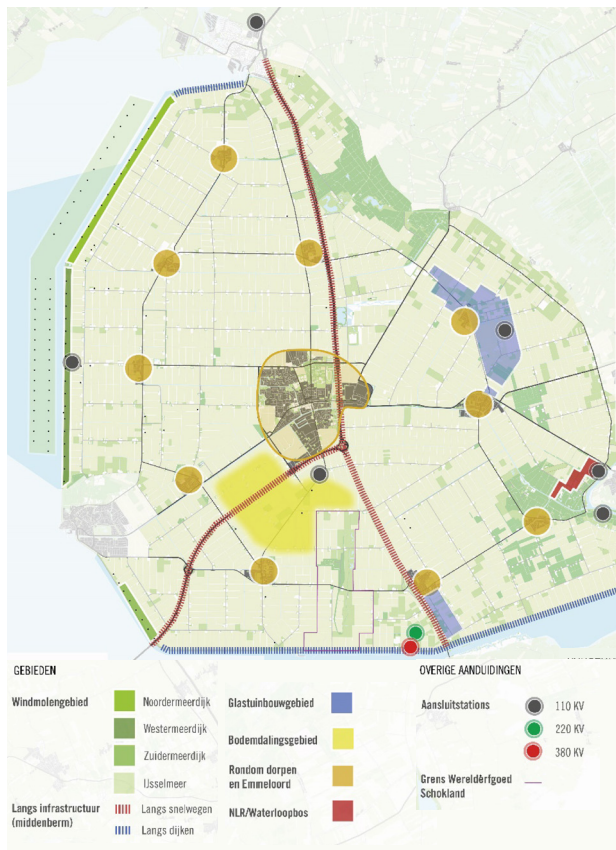 GEBIEDEN
Windmolengebied
Noordermeerdijk
Westermeerdijk
Zuidermeerdijk
IJsselmeer
Langs infrastructuur
(middenberm)
Langs snelwegen
Langs dijken
Glastuinbouwgebied
Bodemdalingsgebied
Rondom dorpen
en Emmeloord
NLR/Waterloopbos
OVERIGE AANDUIDINGEN
Aansluitstations
110 KV
220 KV
380 KV
Grens Werelderfgoed
Schokland